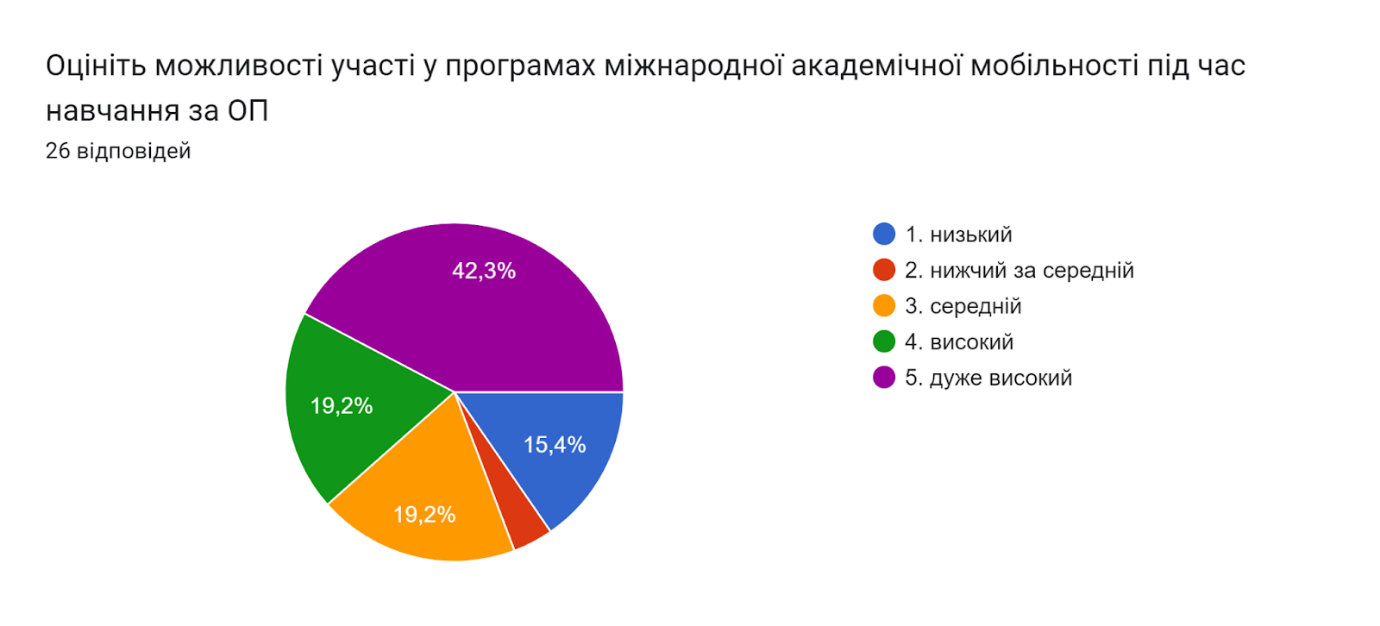 Оцініть можливості участі у програмах міжнародної академічної мобільності під час
навчання за ОП
26 відповідей
42,3%
19,2%
19,2%
15,4%
1. низький
2. нижчий за середній
3. середній
4. високий
5. дуже високий